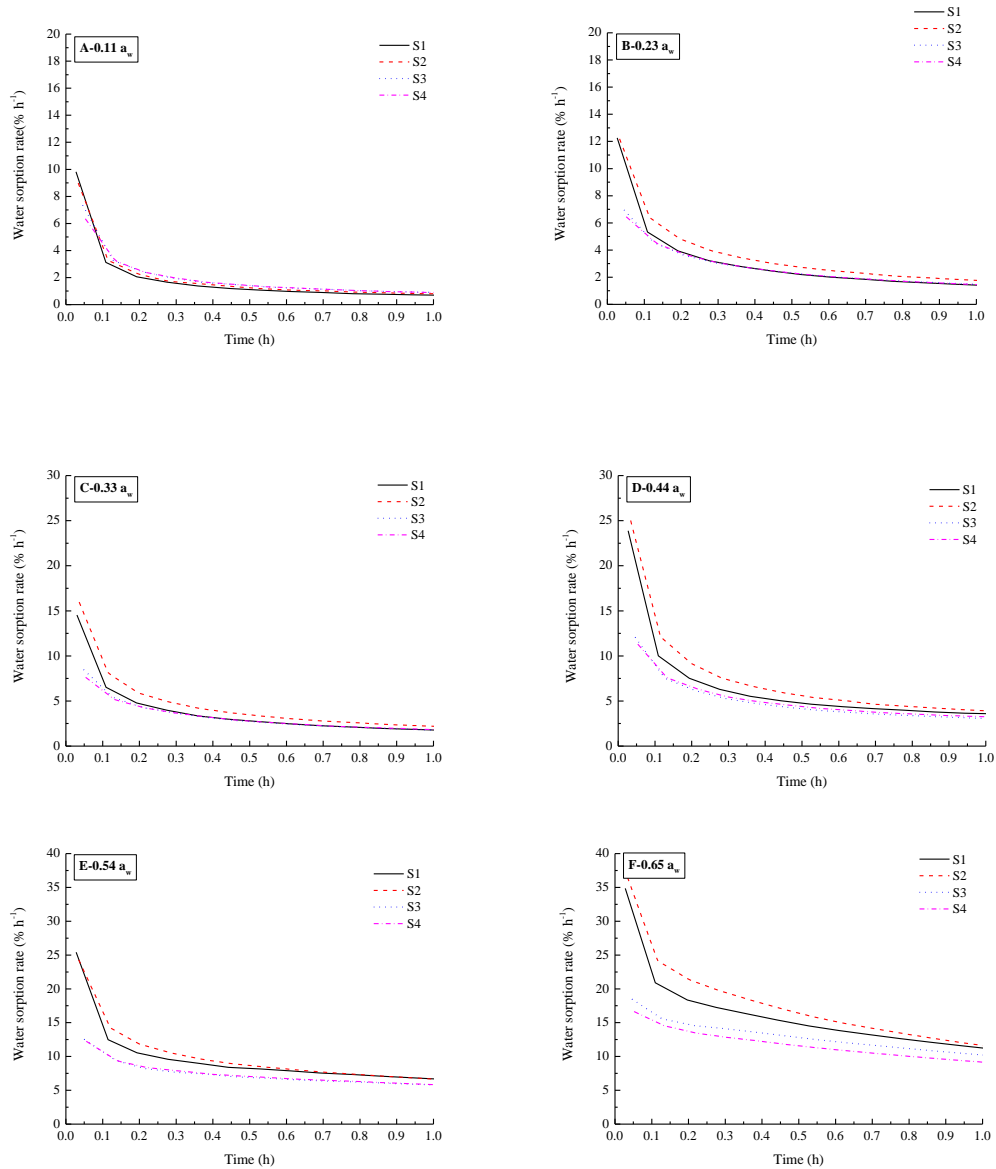 A-0.11 a_w
S1
S2
S3
S4
Water sorption rate(% h⁻¹)
20
18
16
14
12
10
8
6
4
2
0
0.0 0.1 0.2 0.3 0.4 0.5 0.6 0.7 0.8 0.9 1.0
Time (h)
B-0.23 a_w
S1
S2
S3
S4
Water sorption rate (% h⁻¹)
20
18
16
14
12
10
8
6
4
2
0
0.0 0.1 0.2 0.3 0.4 0.5 0.6 0.7 0.8 0.9 1.0
Time (h)
C-0.33 a_w
S1
S2
S3
S4
Water sorption rate (% h⁻¹)
30
25
20
15
10
5
0
0.0 0.1 0.2 0.3 0.4 0.5 0.6 0.7 0.8 0.9 1.0
Time (h)
D-0.44 a_w
S1
S2
S3
S4
Water sorption rate (% h⁻¹)
30
25
20
15
10
5
0
0.0 0.1 0.2 0.3 0.4 0.5 0.6 0.7 0.8 0.9 1.0
Time (h)
E-0.54 a_w
S1
S2
S3
S4
Water sorption rate (% h⁻¹)
40
35
30
25
20
15
10
5
0
0.0 0.1 0.2 0.3 0.4 0.5 0.6 0.7 0.8 0.9 1.0
Time (h)
F-0.65 a_w
S1
S2
S3
S4
Water sorption rate (% h⁻¹)
40
35
30
25
20
15
10
5
0
0.0 0.1 0.2 0.3 0.4 0.5 0.6 0.7 0.8 0.9 1.0
Time (h)